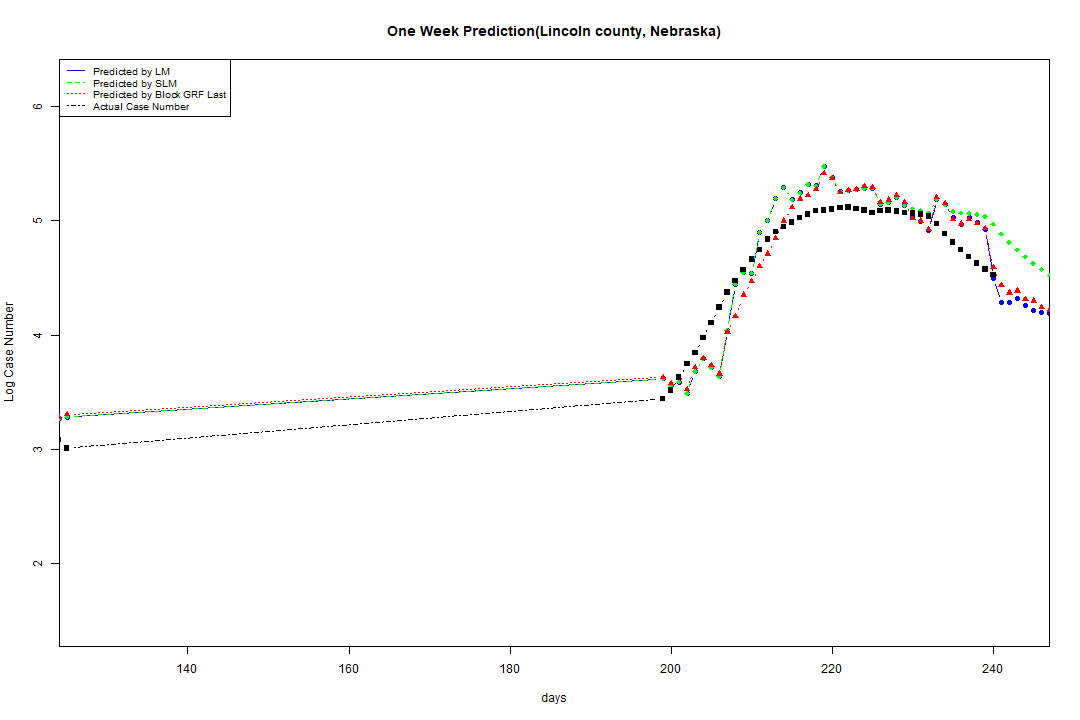 One Week Prediction(Lincoln county, Nebraska)
Predicted by LM
Predicted by SLM
Predicted by Block GRF Last
Actual Case Number
6
5
4
3
2
Log Case Number
140 160 180 200 220 240
days